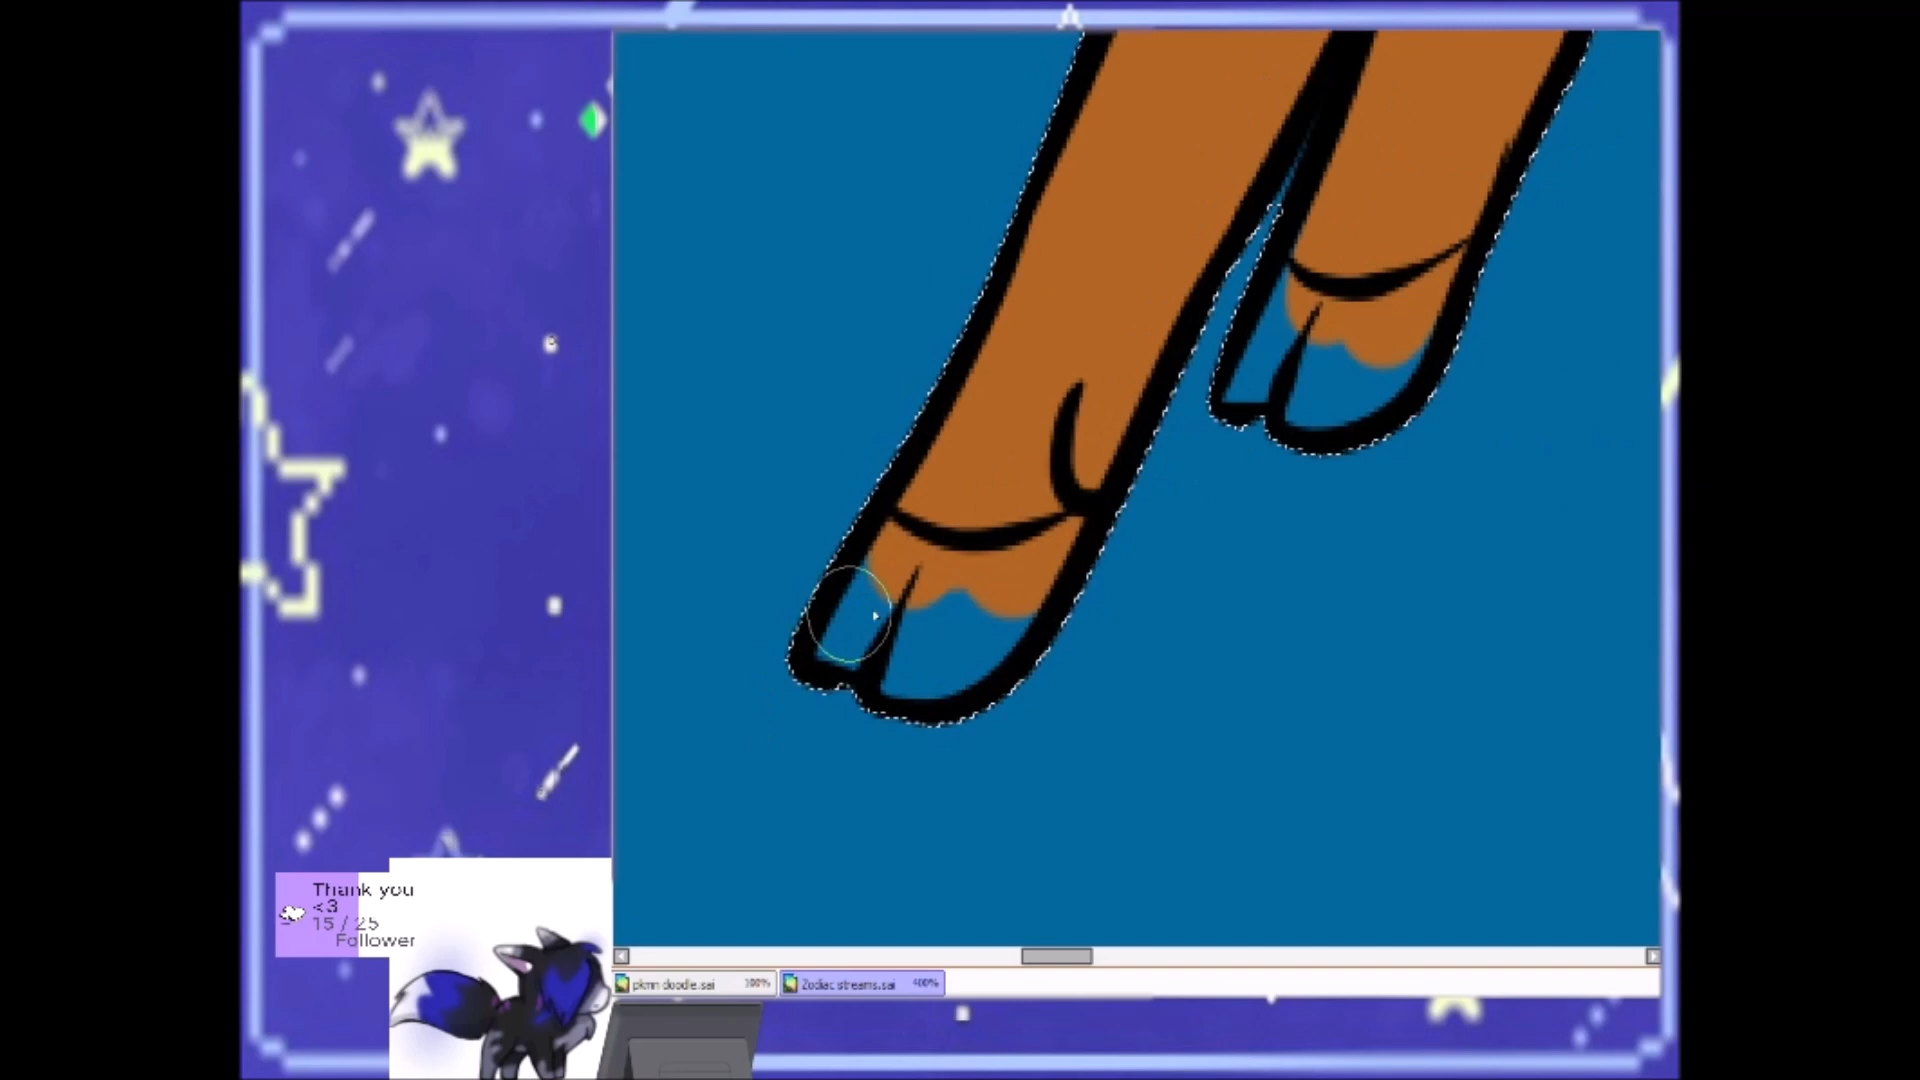 Thank you
<3
15 / 25
Follower
pkmn doodle.sai 100%
Zodiac streams.sai 400%